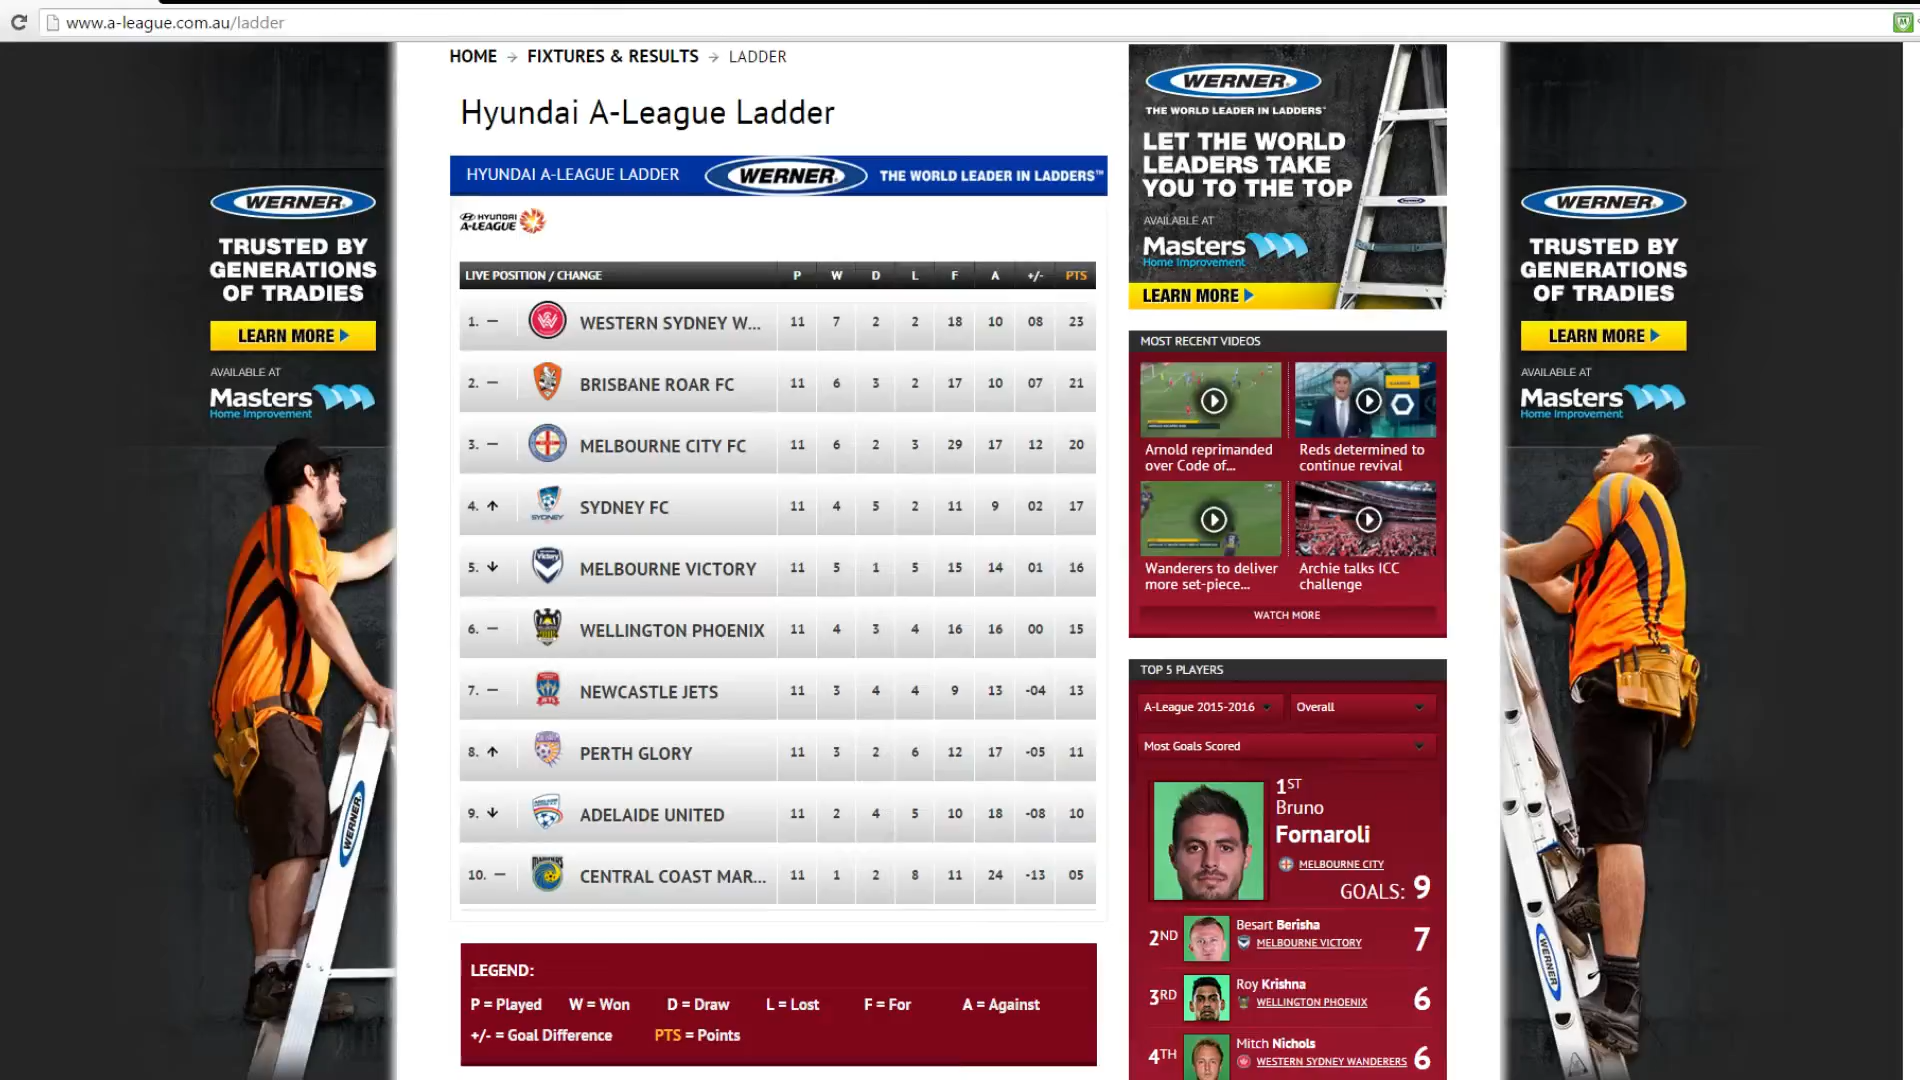 www.a-league.com.au/ladder
HOME → FIXTURES & RESULTS → LADDER
Hyundai A-League Ladder
HYUNDAI A-LEAGUE LADDER WERNER THE WORLD LEADER IN LADDERS™
HYUNDAI
A-LEAGUE
LIVE POSITION / CHANGE P W D L F A +/- PTS
1. – WESTERN SYDNEY W... 11 7 2 2 18 10 08 23
2. – BRISBANE ROAR FC 11 6 3 2 17 10 07 21
3. – MELBOURNE CITY FC 11 6 2 3 29 17 12 20
4. ↑ SYDNEY FC 11 4 5 2 11 9 02 17
5. ↓ MELBOURNE VICTORY 11 5 1 5 15 14 01 16
6. – WELLINGTON PHOENIX 11 4 3 4 16 16 00 15
7. – NEWCASTLE JETS 11 3 4 4 9 13 -04 13
8. ↑ PERTH GLORY 11 3 2 6 12 17 -05 11
9. ↓ ADELAIDE UNITED 11 2 4 5 10 18 -08 10
10. – CENTRAL COAST MAR... 11 1 2 8 11 24 -13 05
LEGEND:
P = Played W = Won D = Draw L = Lost F = For A = Against
+/- = Goal Difference PTS = Points
WERNER
TRUSTED BY
GENERATIONS
OF TRADIES
LEARN MORE
AVAILABLE AT
Masters
Home Improvement
WERNER
WERNER
THE WORLD LEADER IN LADDERS™
LET THE WORLD
LEADERS TAKE
YOU TO THE TOP
AVAILABLE AT
Masters
Home Improvement
LEARN MORE
MOST RECENT VIDEOS
Arnold reprimanded
over Code of...
Reds determined to
continue revival
Wanderers to deliver
more set-piece...
Archie talks ICC
challenge
WATCH MORE
TOP 5 PLAYERS
A-League 2015-2016 Overall
Most Goals Scored
1ST
Bruno
Fornaroli
MELBOURNE CITY
GOALS: 9
2ND Besart Berisha
MELBOURNE VICTORY 7
3RD Roy Krishna
WELLINGTON PHOENIX 6
4TH Mitch Nichols
WESTERN SYDNEY WANDERERS 6
WERNER
TRUSTED BY
GENERATIONS
OF TRADIES
LEARN MORE
AVAILABLE AT
Masters
Home Improvement
WERNER